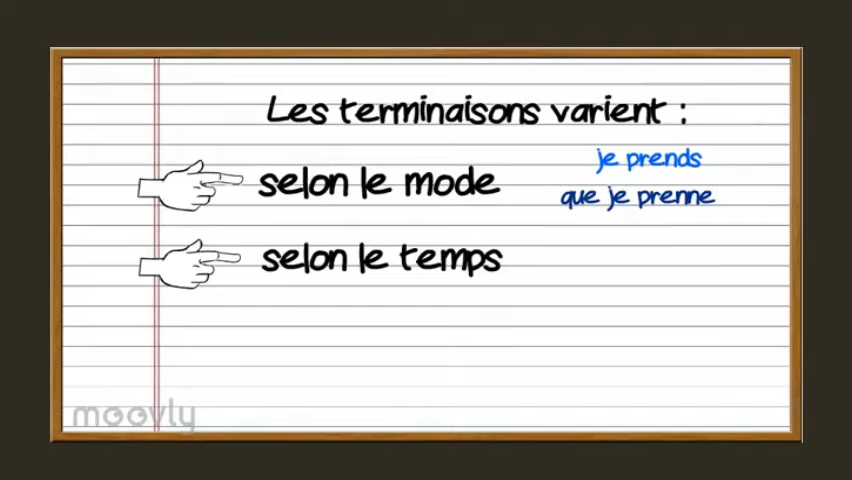 Les terminaisons varient :
je prends
selon le mode
que je prenne
selon le temps
moovly